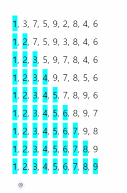 1, 3, 7, 5, 9, 2, 8, 4, 6
1, 2, 7, 5, 9, 3, 8, 4, 6
1, 2, 3, 5, 9, 7, 8, 4, 6
1, 2, 3, 4, 9, 7, 8, 5, 6
1, 2, 3, 4, 5, 7, 8, 9, 6
1, 2, 3, 4, 5, 6, 8, 9, 7
1, 2, 3, 4, 5, 6, 7, 9, 8
1, 2, 3, 4, 5, 6, 7, 8, 9
1, 2, 3, 4, 5, 6, 7, 8, 9